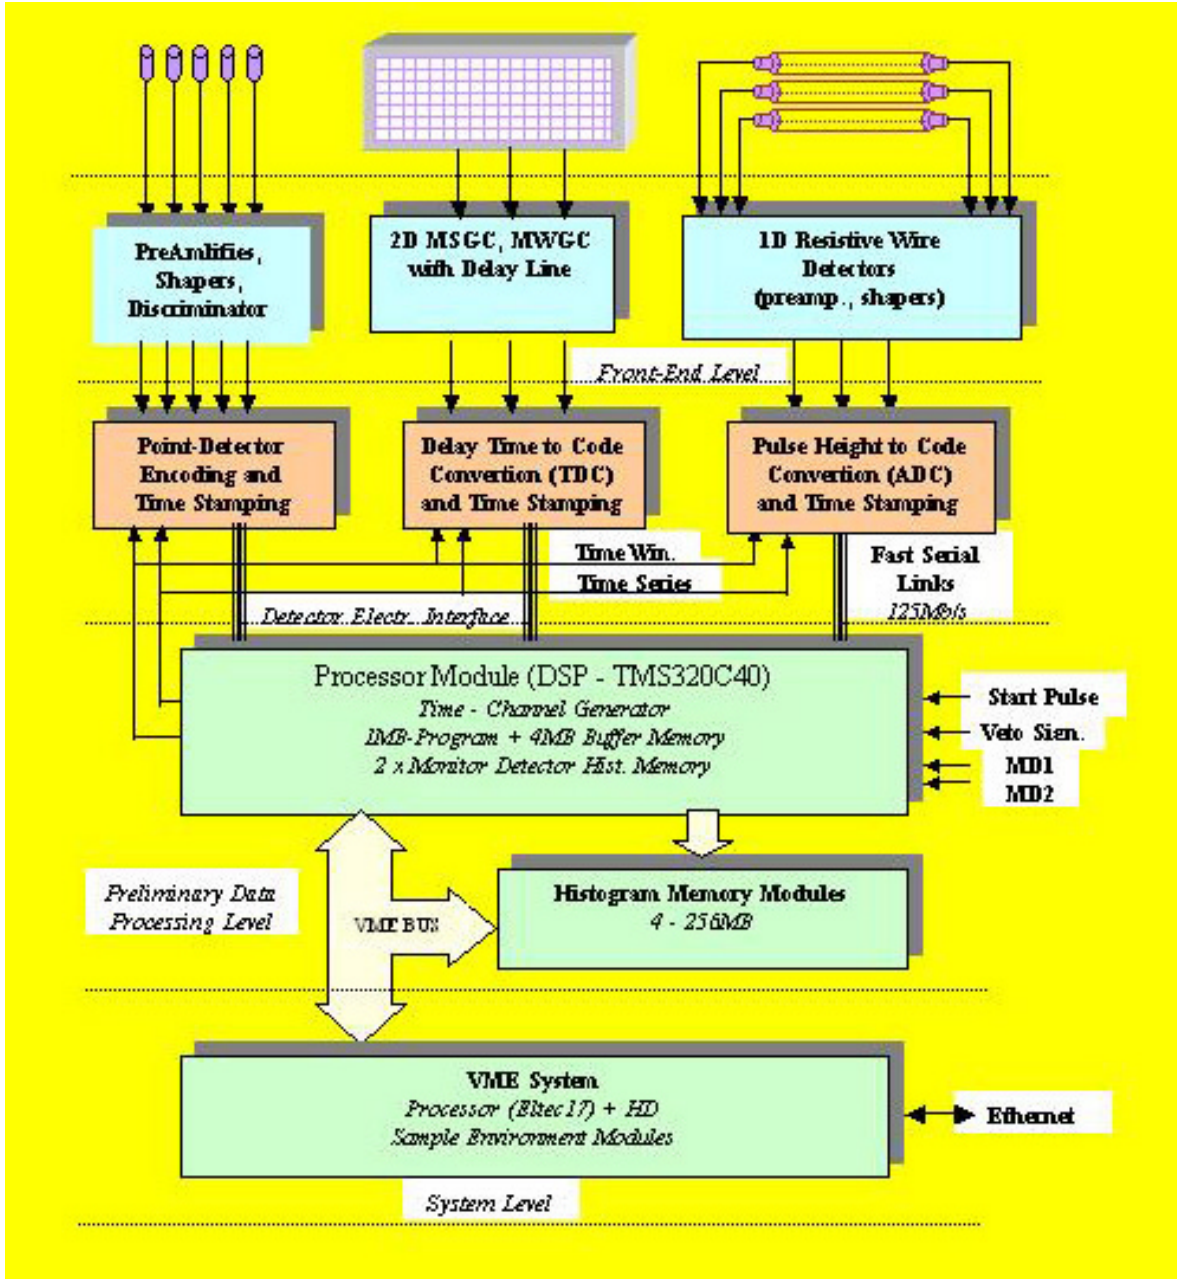 PreAmlifies,
Shapers,
Discriminator
2D MSGC, MWGC
with Delay Line
1D Resistive Wire
Detectors
(preamp., shapers)
Front-End Level
Point-Detector
Encoding and
Time Stamping
Delay Time to Code
Convertion (TDC)
and Time Stamping
Pulse Height to Code
Convertion (ADC)
and Time Stamping
Time Win.
Time Series
Fast Serial
Links
125Mb/s
Detector Electr. Interface
Processor Module (DSP - TMS320C40)
Time - Channel Generator
1MB-Program + 4MB Buffer Memory
2 x Monitor Detector Hist. Memory
Start Pulse
Veto Sign.
MD1
MD2
Preliminary Data
Processing Level
VME BUS
Histogram Memory Modules
4 - 256MB
VME System
Processor (Eltec17) + HD
Sample Environment Modules
Ethernet
System Level